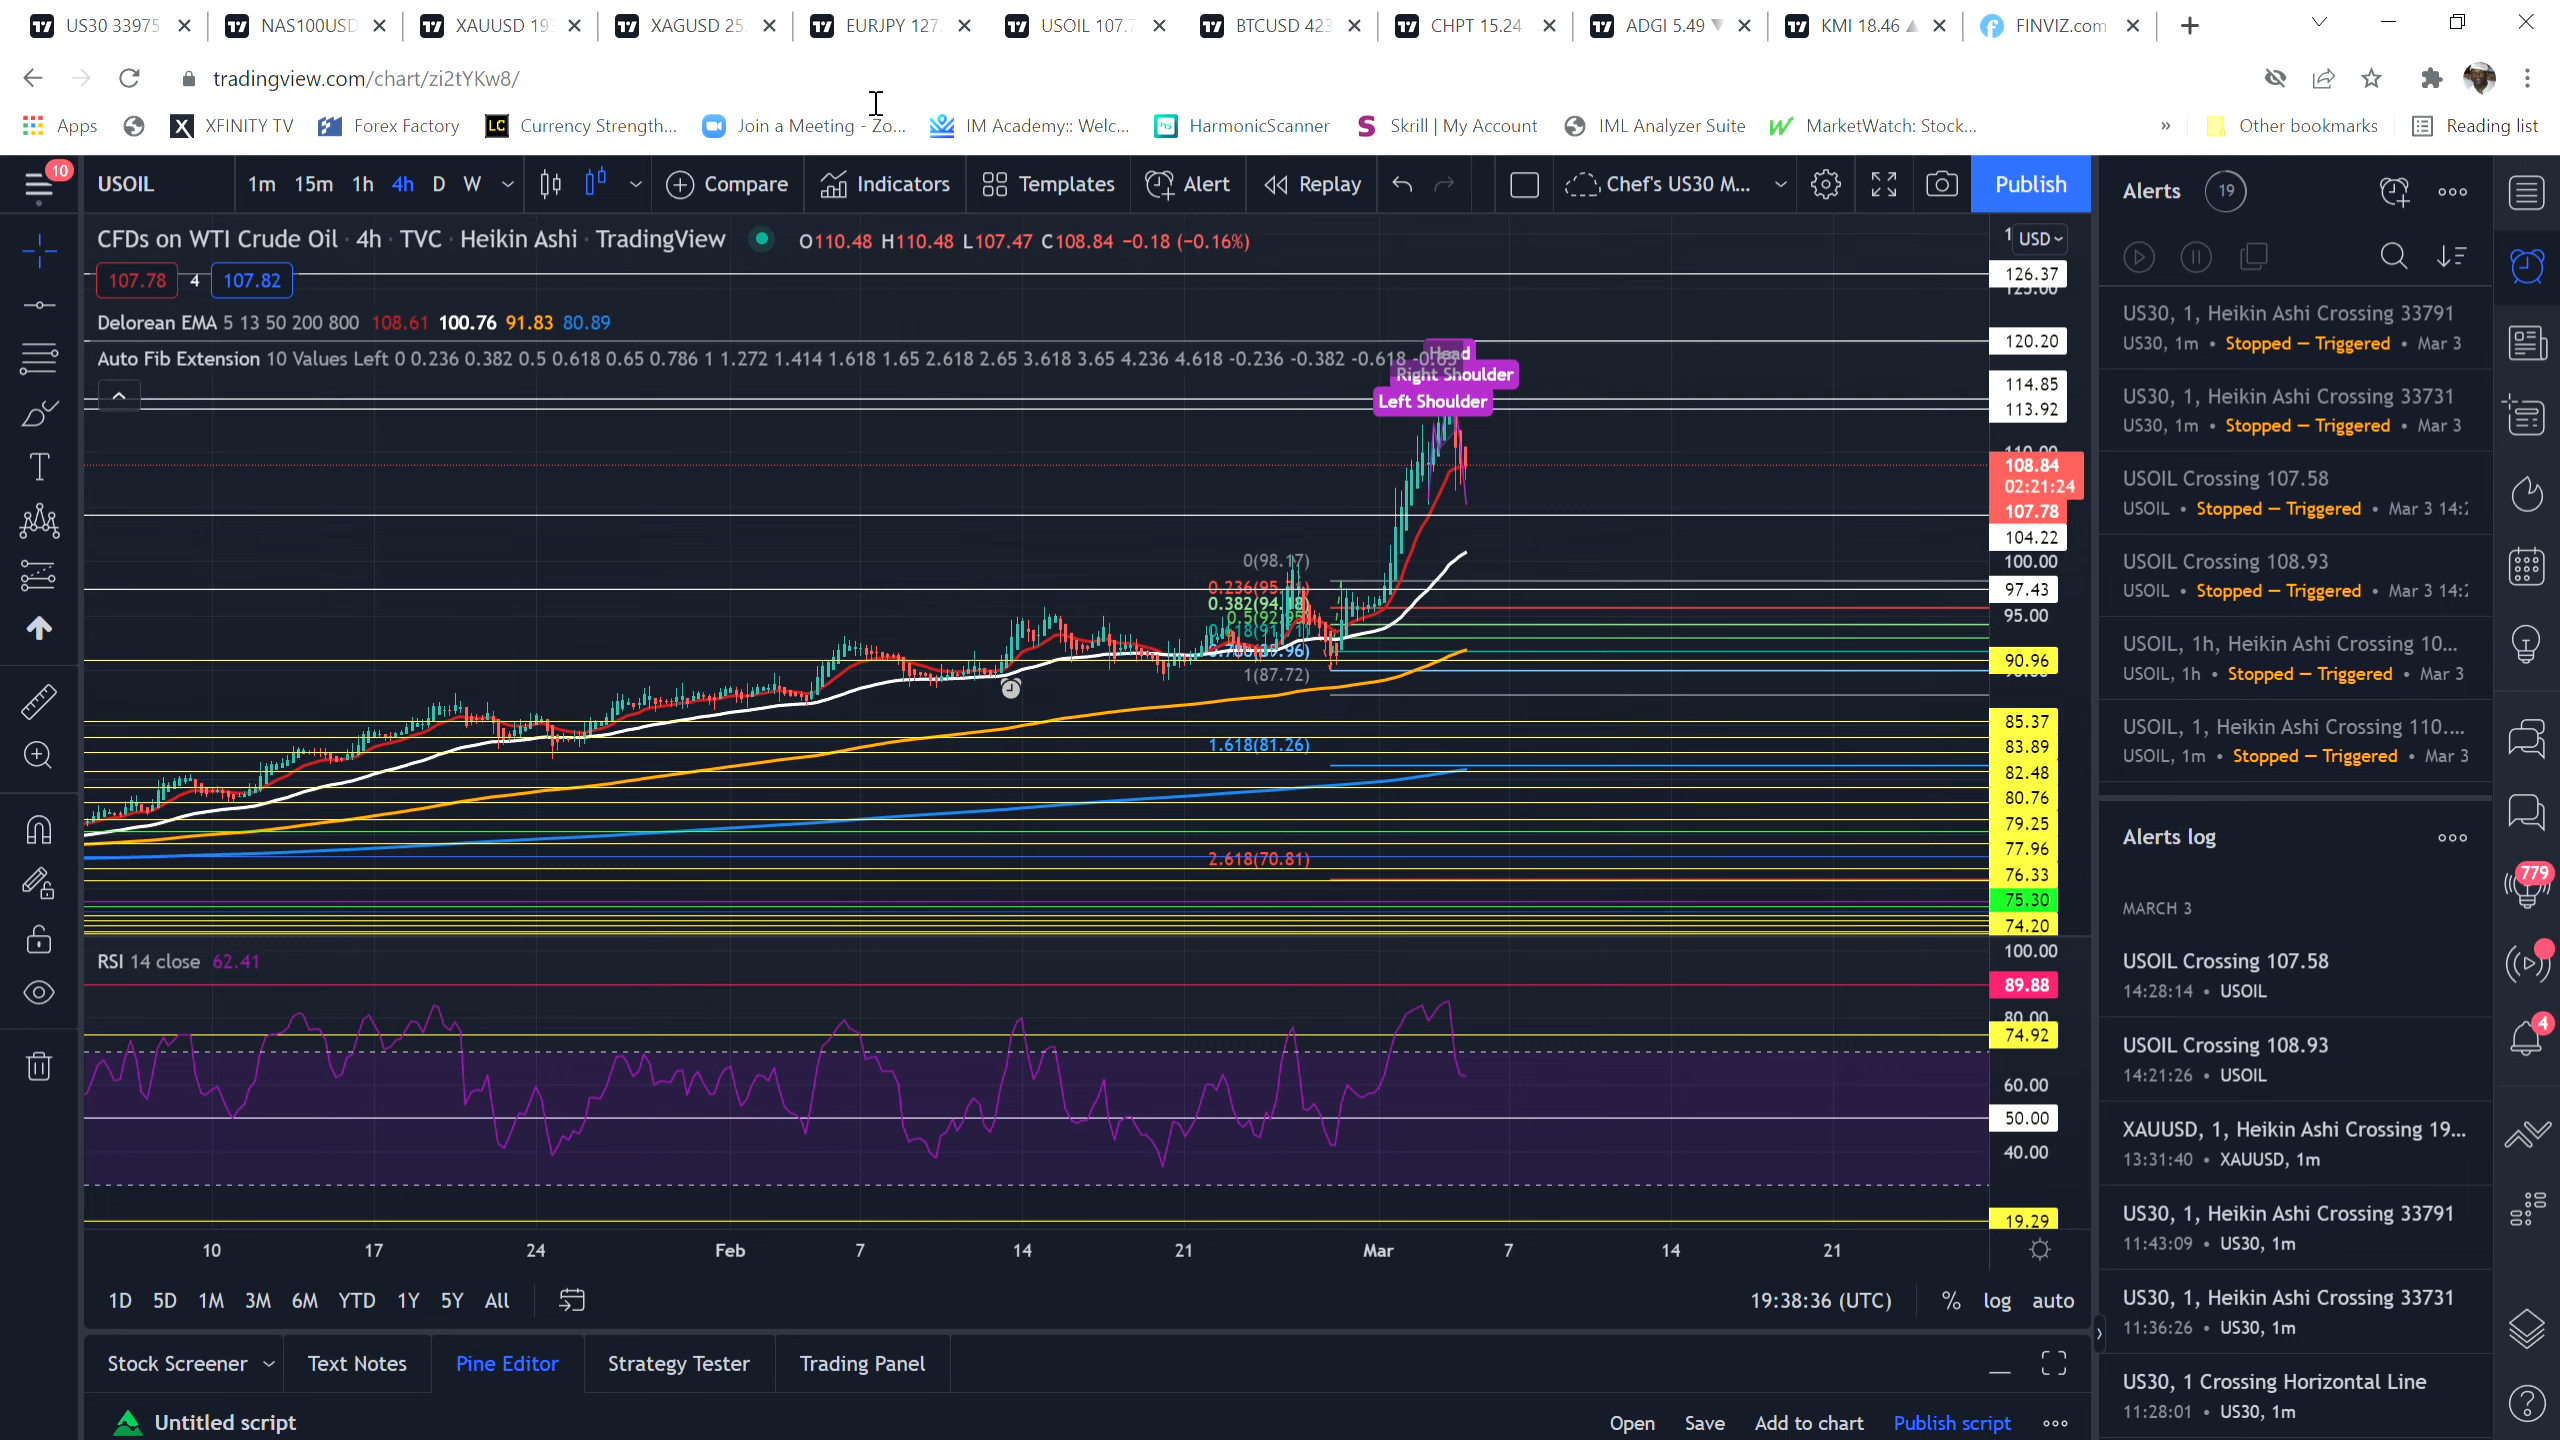 US30 33975
NAS100USD
XAUUSD 19
XAGUSD 25.
EURJPY 127.
USOIL 107.7
BTCUSD 423
CHPT 15.24
ADGI 5.49 ▼
KMI 18.46 ▲
FINVIZ.com
tradingview.com/chart/zi2tYKw8/
Apps
XFINITY TV
Forex Factory
Currency Strength...
Join a Meeting - Zo...
IM Academy:: Welc...
HarmonicScanner
Skrill | My Account
IML Analyzer Suite
MarketWatch: Stock...
»
Other bookmarks
Reading list
10
USOIL
1m 15m 1h 4h D W
Compare
Indicators
Templates
Alert
Replay
Chef's US30 M...
Publish
CFDs on WTI Crude Oil · 4h · TVC · Heikin Ashi · TradingView
O110.48 H110.48 L107.47 C108.84 −0.18 (−0.16%)
107.78 4 107.82
Delorean EMA 5 13 50 200 800 108.61 100.76 91.83 80.89
Auto Fib Extension 10 Values Left 0 0.236 0.382 0.5 0.618 0.65 0.786 1 1.272 1.414 1.618 1.65 2.618 2.65 3.618 3.65 4.236 4.618 -0.236 -0.382 -0.618 -0.65
Head
Right Shoulder
Left Shoulder
0(98.17)
1(87.72)
1.618(81.26)
2.618(70.81)
USD
126.37
125.00
120.20
114.85
113.92
110.00
108.84
02:21:24
107.78
104.22
100.00
97.43
95.00
90.96
85.37
83.89
82.48
80.76
79.25
77.96
76.33
75.30
74.20
RSI 14 close 62.41
100.00
89.88
80.00
74.92
60.00
50.00
40.00
19.29
10 17 24 Feb 7 14 21 Mar 7 14 21
1D 5D 1M 3M 6M YTD 1Y 5Y All
19:38:36 (UTC)
% log auto
Stock Screener
Text Notes
Pine Editor
Strategy Tester
Trading Panel
Untitled script
Open Save Add to chart Publish script
Alerts 19
US30, 1, Heikin Ashi Crossing 33791
US30, 1m • Stopped — Triggered • Mar 3
US30, 1, Heikin Ashi Crossing 33731
US30, 1m • Stopped — Triggered • Mar 3
USOIL Crossing 107.58
USOIL • Stopped — Triggered • Mar 3 14:2
USOIL Crossing 108.93
USOIL • Stopped — Triggered • Mar 3 14:2
USOIL, 1h, Heikin Ashi Crossing 10...
USOIL, 1h • Stopped — Triggered • Mar 3
USOIL, 1, Heikin Ashi Crossing 110....
USOIL, 1m • Stopped — Triggered • Mar 3
Alerts log
MARCH 3
USOIL Crossing 107.58
14:28:14 • USOIL
USOIL Crossing 108.93
14:21:26 • USOIL
XAUUSD, 1, Heikin Ashi Crossing 19...
13:31:40 • XAUUSD, 1m
US30, 1, Heikin Ashi Crossing 33791
11:43:09 • US30, 1m
US30, 1, Heikin Ashi Crossing 33731
11:36:26 • US30, 1m
US30, 1 Crossing Horizontal Line
11:28:01 • US30, 1m
779
4